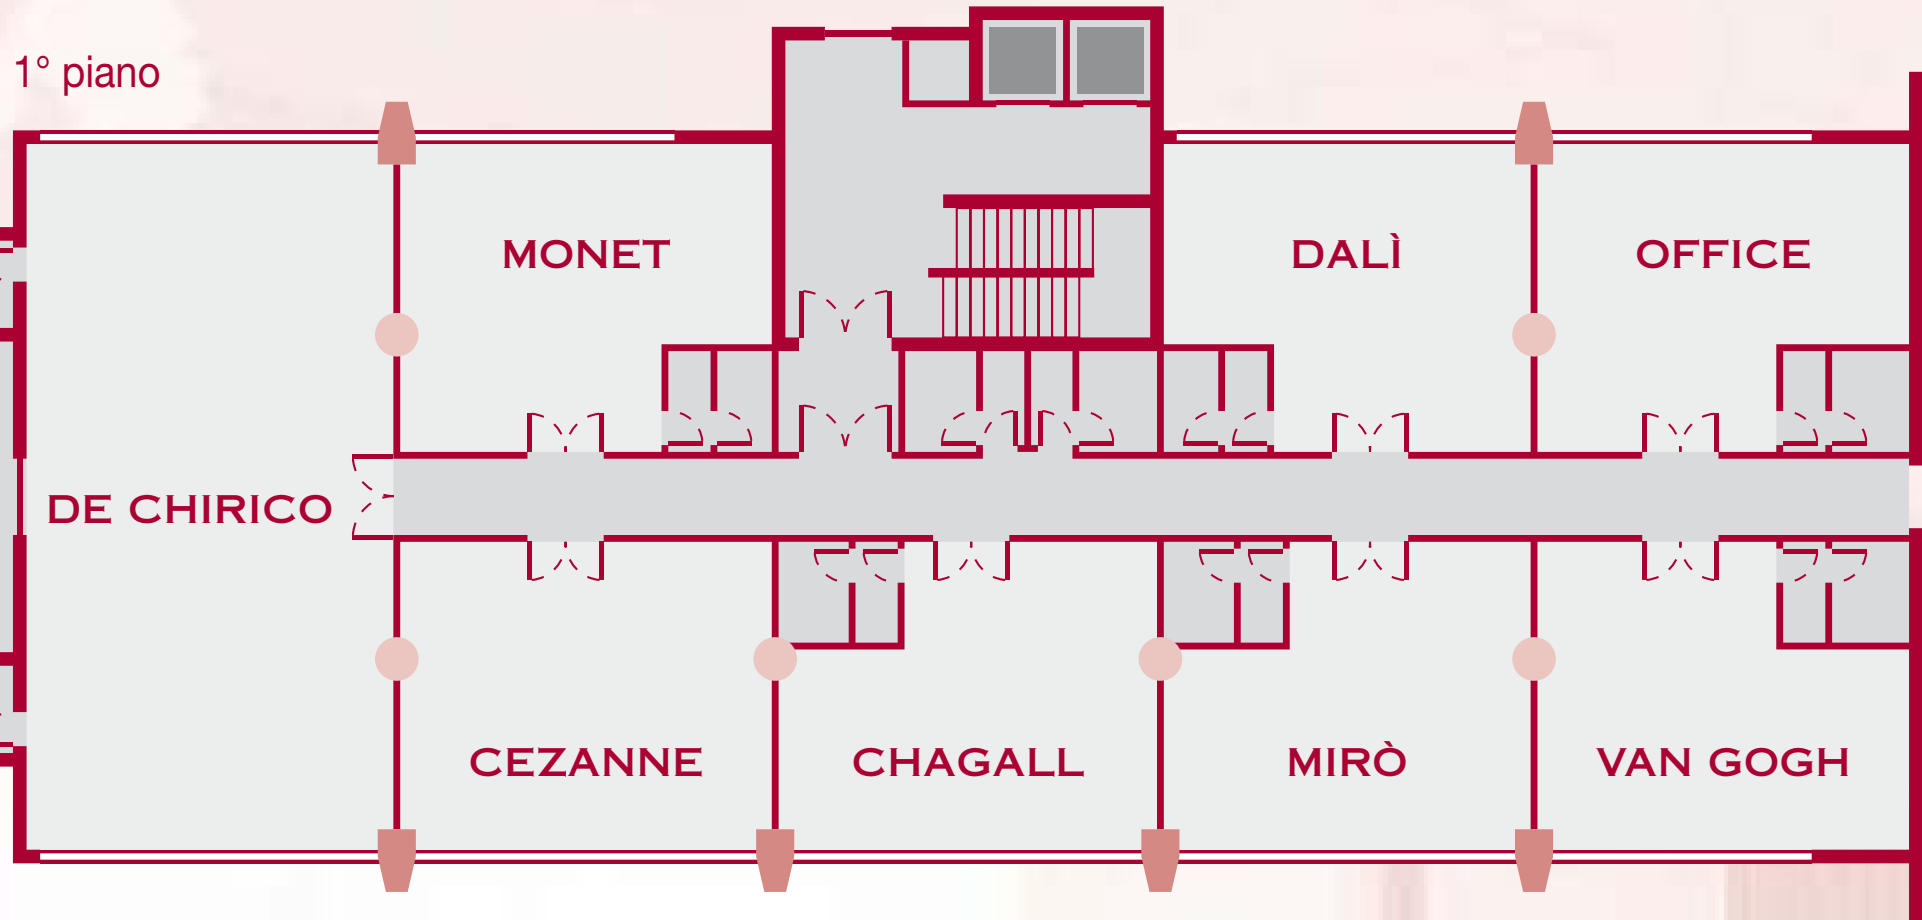 1° piano
MONET
DALÌ
OFFICE
DE CHIRICO
CEZANNE
CHAGALL
MIRÒ
VAN GOGH